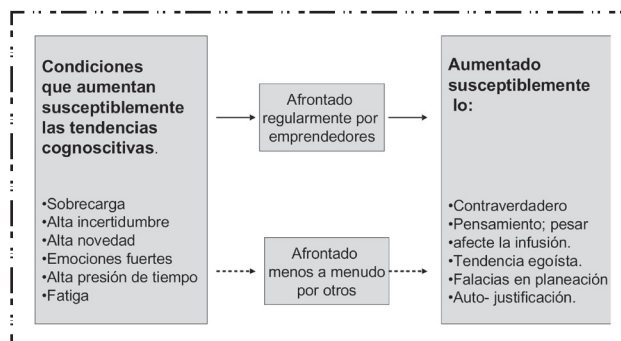 Condiciones
que aumentan
susceptiblemente
las tendencias
cognoscitivas.
•Sobrecarga
•Alta incertidumbre
•Alta novedad
•Emociones fuertes
•Alta presión de tiempo
•Fatiga
Afrontado
regularmente por
emprendedores
Afrontado
menos a menudo
por otros
Aumentado
susceptiblemente
lo:
•Contraverdadero
•Pensamiento; pesar
•afecte la infusión.
•Tendencia egoísta.
•Falacias en planeación
•Auto- justificación.